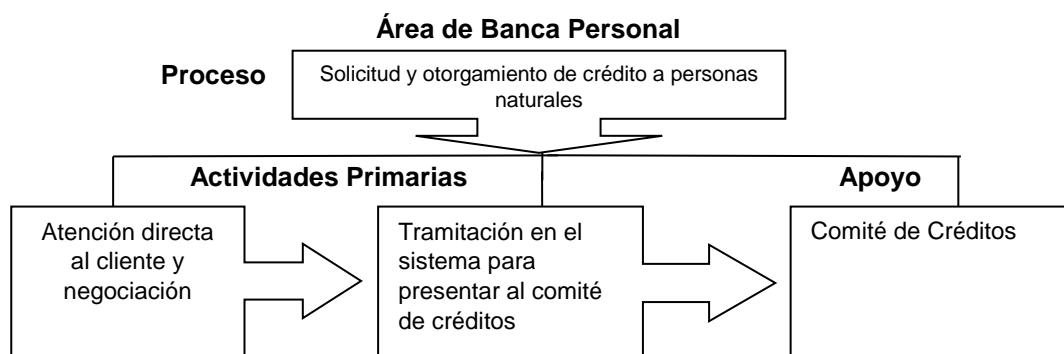 Área de Banca Personal
Proceso
Solicitud y otorgamiento de crédito a personas
naturales
Actividades Primarias
Apoyo
Atención directa
al cliente y
negociación
Tramitación en el
sistema para
presentar al comité
de créditos
Comité de Créditos